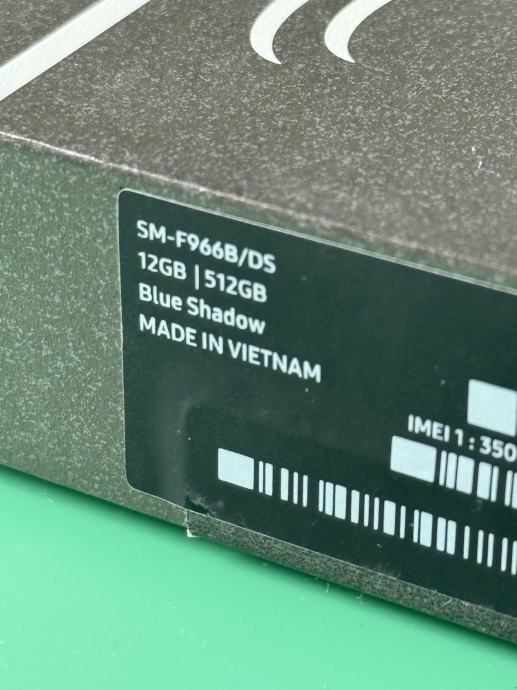 SM-F966B/DS
12GB | 512GB
Blue Shadow
MADE IN VIETNAM
IMEI 1 : 350